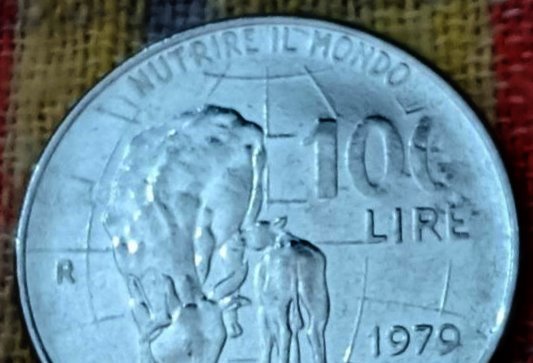 NUTRIRE IL MONDO
100
LIRE
R
1979